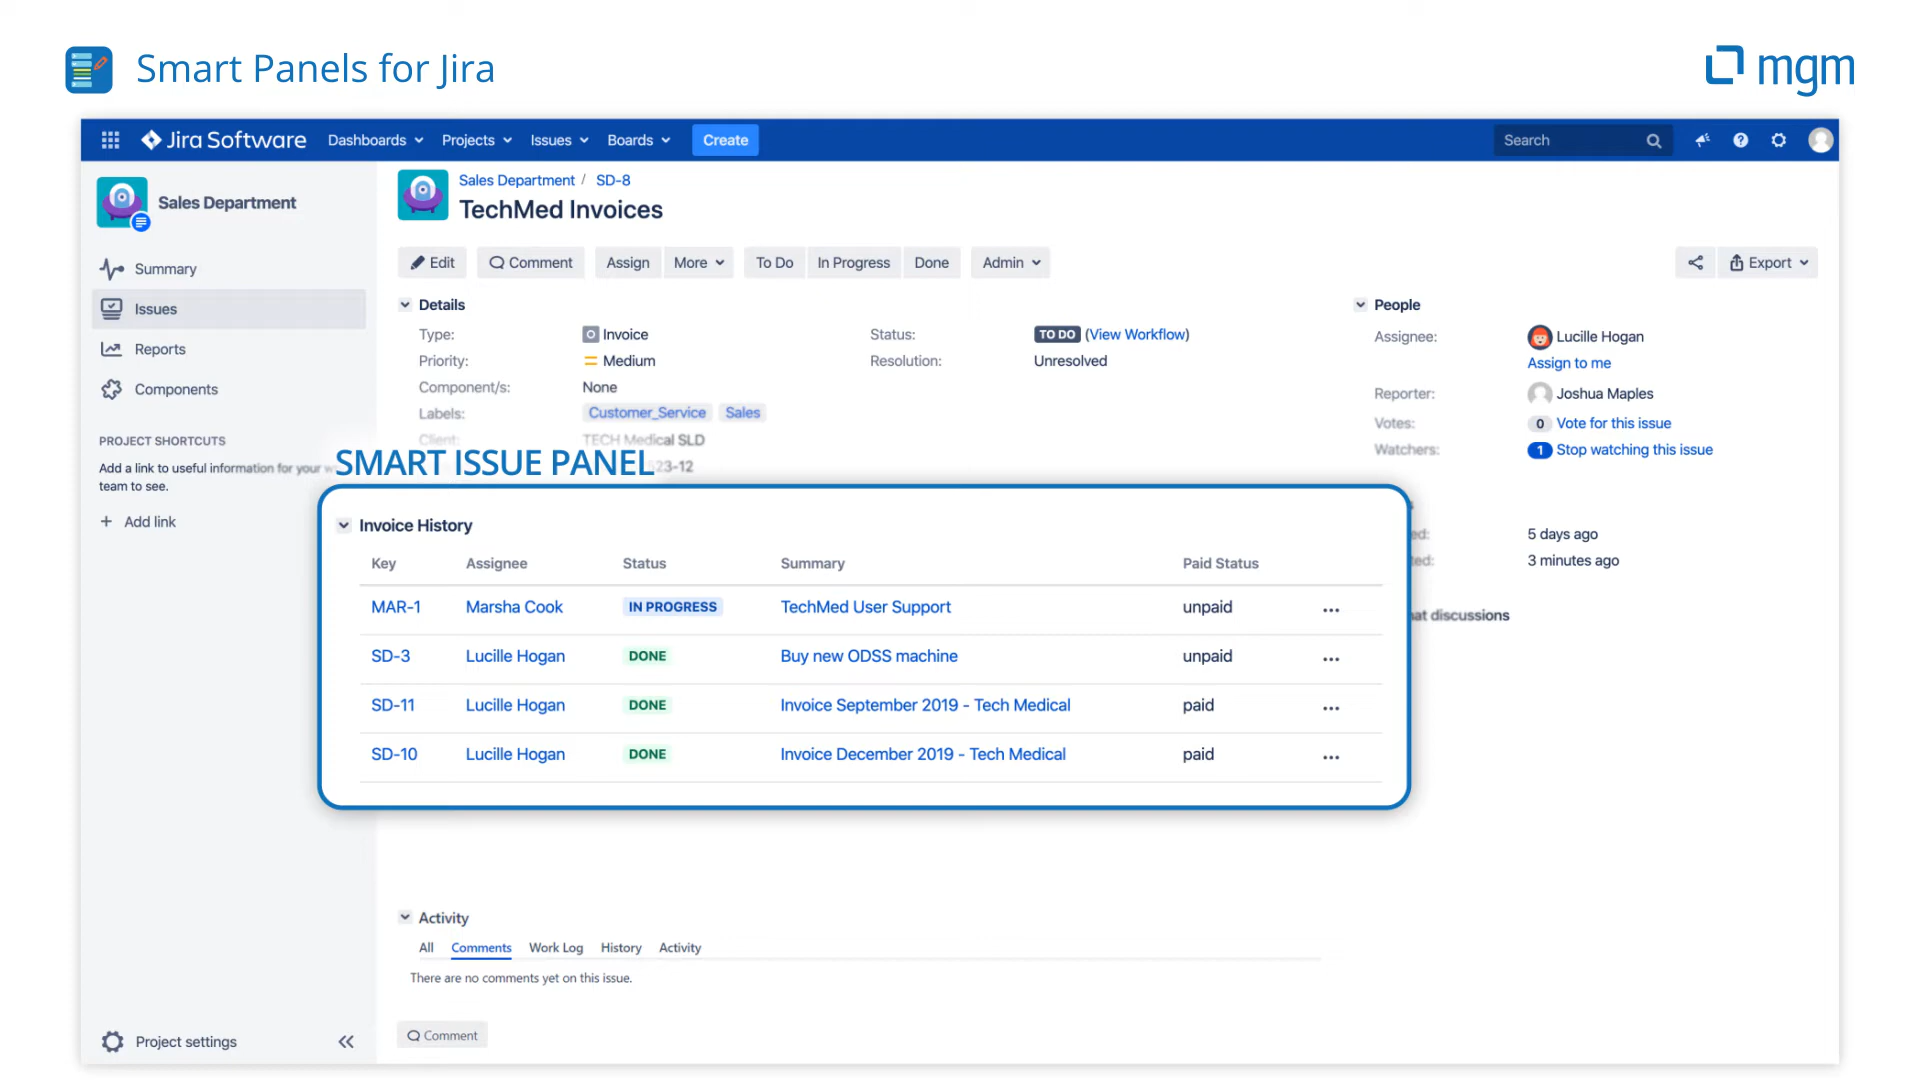 Smart Panels for Jira
mgm
Jira Software Dashboards Projects Issues Boards Create Search
Sales Department
Summary
Issues
Reports
Components
PROJECT SHORTCUTS
Add a link to useful information for your
team to see.
+ Add link
Project settings
Sales Department / SD-8
TechMed Invoices
Edit Comment Assign More To Do In Progress Done Admin Export
Details
Type: Invoice Status: TO DO (View Workflow)
Priority: Medium Resolution: Unresolved
Component/s: None
Labels: Customer_Service Sales
Client: TECH Medical SLD
23-12
SMART ISSUE PANEL
Invoice History
Key Assignee Status Summary Paid Status
MAR-1 Marsha Cook IN PROGRESS TechMed User Support unpaid ...
SD-3 Lucille Hogan DONE Buy new ODSS machine unpaid ...
SD-11 Lucille Hogan DONE Invoice September 2019 - Tech Medical paid ...
SD-10 Lucille Hogan DONE Invoice December 2019 - Tech Medical paid ...
Activity
All Comments Work Log History Activity
There are no comments yet on this issue.
Comment
People
Assignee: Lucille Hogan
Assign to me
Reporter: Joshua Maples
Votes: 0 Vote for this issue
Watchers: 1 Stop watching this issue
5 days ago
3 minutes ago
discussions